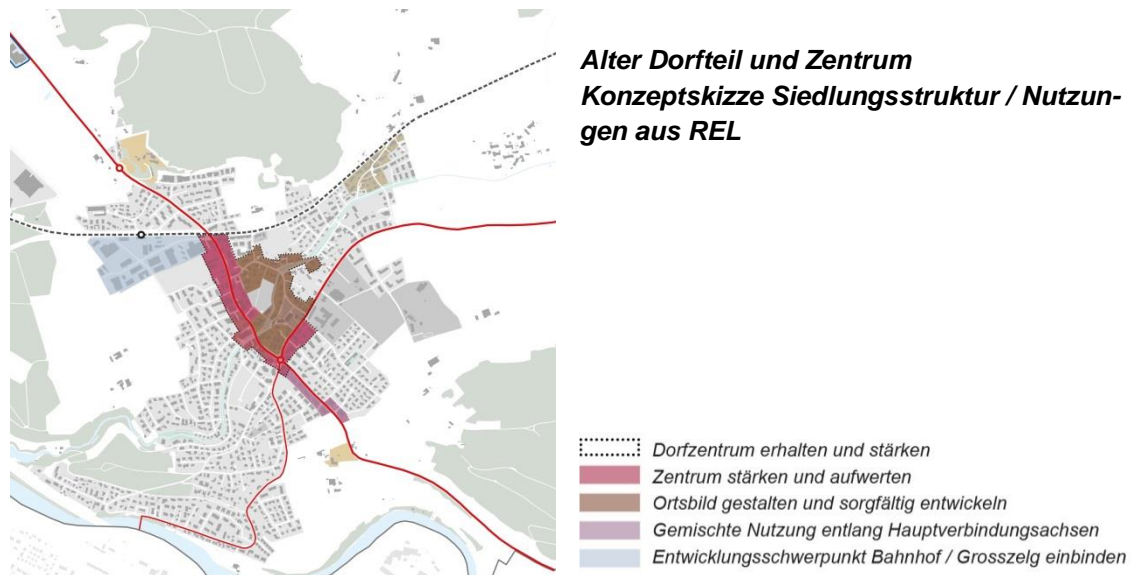 Alter Dorfteil und Zentrum
Konzeptskizze Siedlungsstruktur / Nutzun-
gen aus REL
Dorfzentrum erhalten und stärken
Zentrum stärken und aufwerten
Ortsbild gestalten und sorgfältig entwickeln
Gemischte Nutzung entlang Hauptverbindungsachsen
Entwicklungsschwerpunkt Bahnhof / Grosszelg einbinden